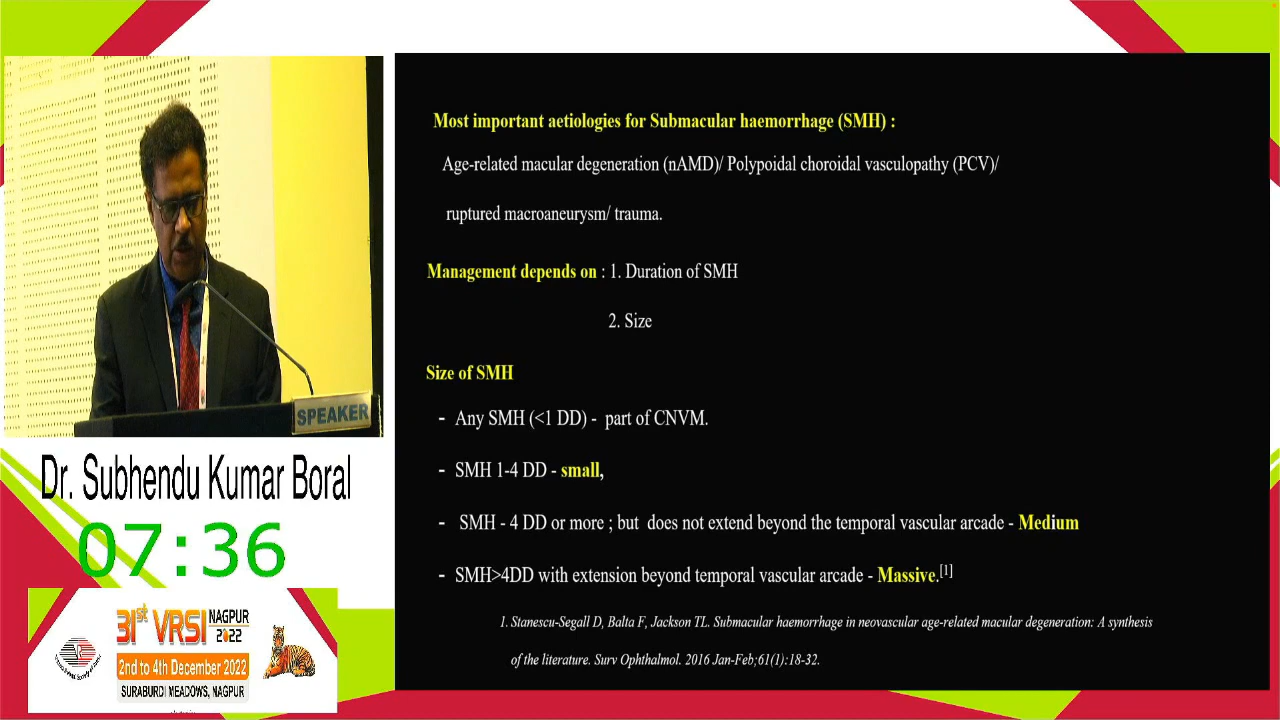 Most important aetiologies for Submacular haemorrhage (SMH) :
Age-related macular degeneration (nAMD)/ Polypoidal choroidal vasculopathy (PCV)/
ruptured macroaneurysm/ trauma.
Management depends on : 1. Duration of SMH
2. Size
Size of SMH
- Any SMH (<1 DD) - part of CNVM.
- SMH 1-4 DD - small,
- SMH - 4 DD or more ; but does not extend beyond the temporal vascular arcade - Medium
- SMH>4DD with extension beyond temporal vascular arcade - Massive.[1]
1. Stanescu-Segall D, Balta F, Jackson TL. Submacular haemorrhage in neovascular age-related macular degeneration: A synthesis
of the literature. Surv Ophthalmol. 2016 Jan-Feb;61(1):18-32.
SPEAKER
Dr. Subhendu Kumar Boral
07:36
31st VRSI NAGPUR
2022
2nd to 4th December 2022
SURABURDI MEADOWS, NAGPUR